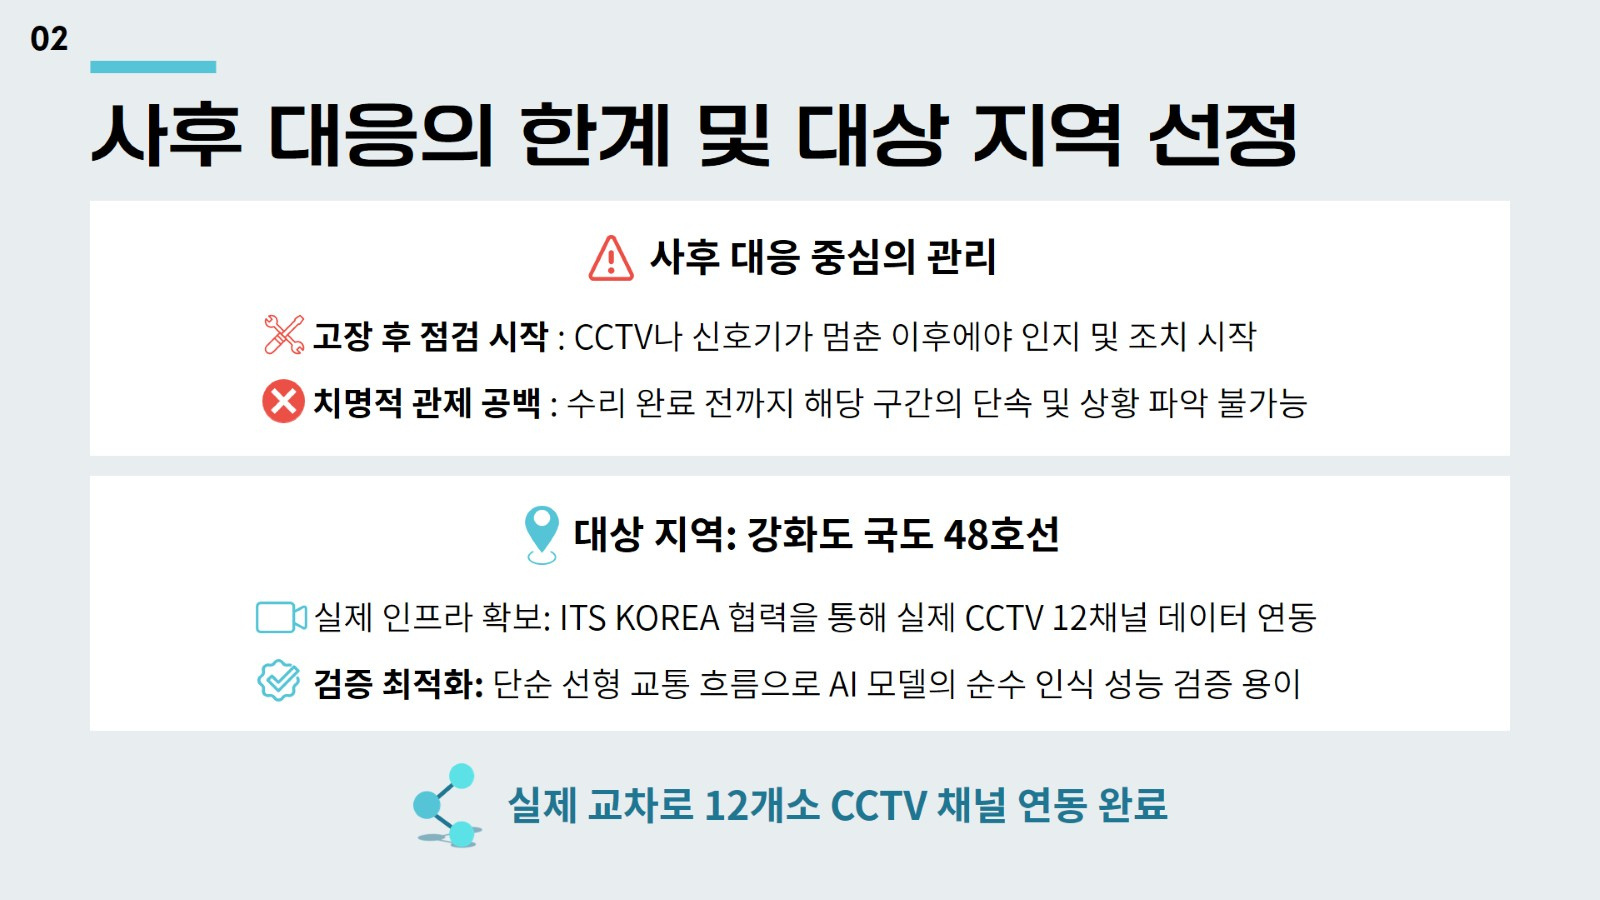 02
사후 대응의 한계 및 대상 지역 선정
사후 대응 중심의 관리
고장 후 점검 시작 : CCTV나 신호기가 멈춘 이후에야 인지 및 조치 시작
치명적 관제 공백 : 수리 완료 전까지 해당 구간의 단속 및 상황 파악 불가능
대상 지역: 강화도 국도 48호선
실제 인프라 확보: ITS KOREA 협력을 통해 실제 CCTV 12채널 데이터 연동
검증 최적화: 단순 선형 교통 흐름으로 AI 모델의 순수 인식 성능 검증 용이
실제 교차로 12개소 CCTV 채널 연동 완료